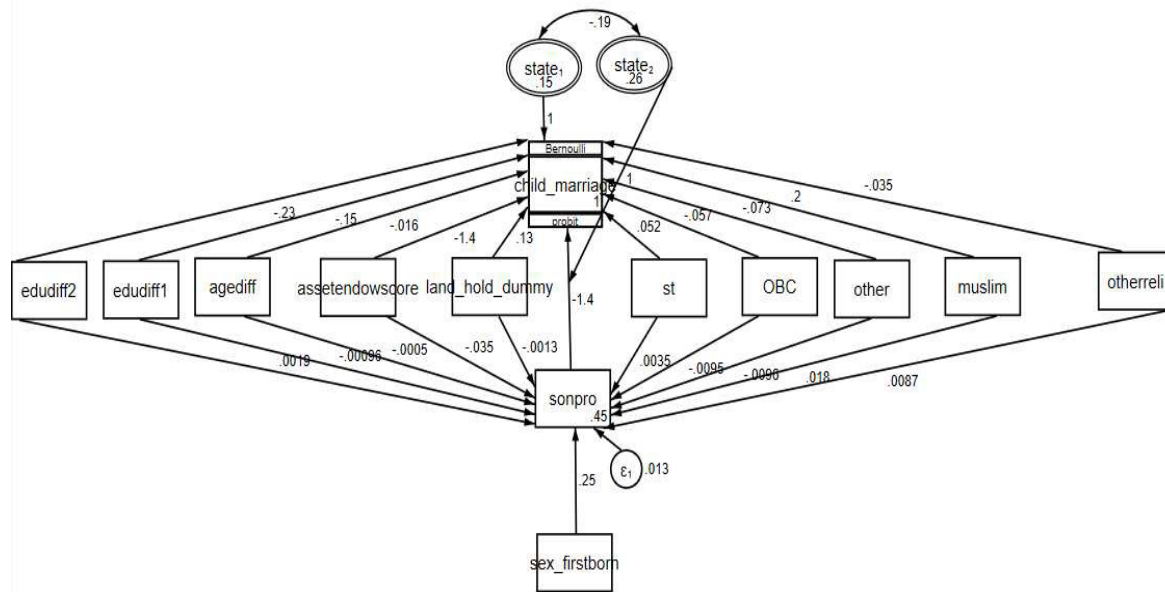 -.19
state₁
.15
state₂
.26
1
Bernoulli
child_marriage
1
1
probit
-.23
-.15
-.016
-1.4
.13
.052
-.057
-.073
.2
-.035
edudiff2
edudiff1
agediff
assetendowscore
land_hold_dummy
st
OBC
other
muslim
otherreli
-1.4
.0019
-.00096
-.0005
-.035
-.0013
.0035
-.0095
-.0096
.018
.0087
sonpro
.45
ε₁
.013
.25
sex_firstborn